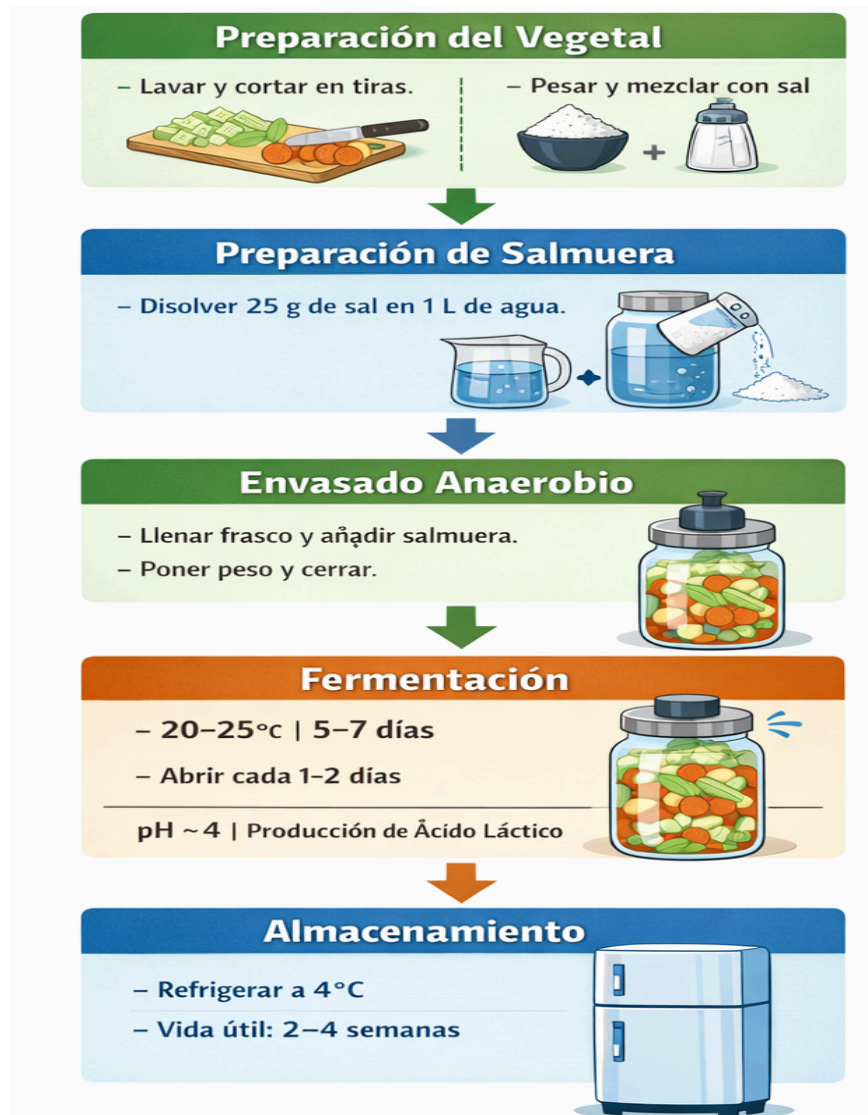 Preparación del Vegetal
– Lavar y cortar en tiras.
– Pesar y mezclar con sal
+
Preparación de Salmuera
– Disolver 25 g de sal en 1 L de agua.
Envasado Anaerobio
– Llenar frasco y añạdir salmuera.
– Poner peso y cerrar.
Fermentación
– 20–25°C | 5–7 días
– Abrir cada 1–2 días
pH ~ 4 | Producción de Åcido Láctico
Almacenamiento
– Refrigerar a 4°C
– Vida útil: 2–4 semanas